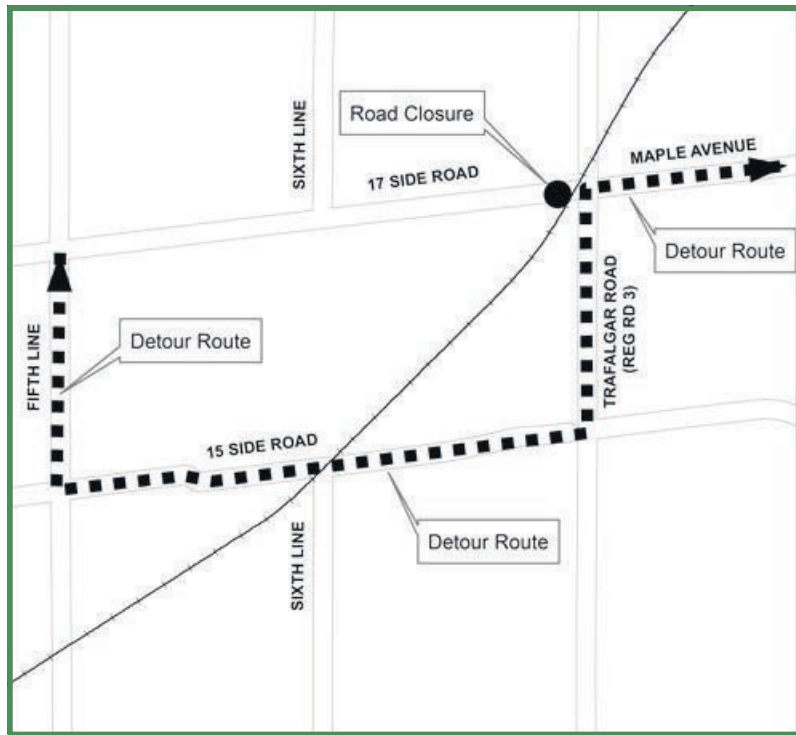 SIXTH LINE
Road Closure
MAPLE AVENUE
17 SIDE ROAD
Detour Route
TRAFALGAR ROAD
(REG RD 3)
Detour Route
FIFTH LINE
15 SIDE ROAD
Detour Route
SIXTH LINE